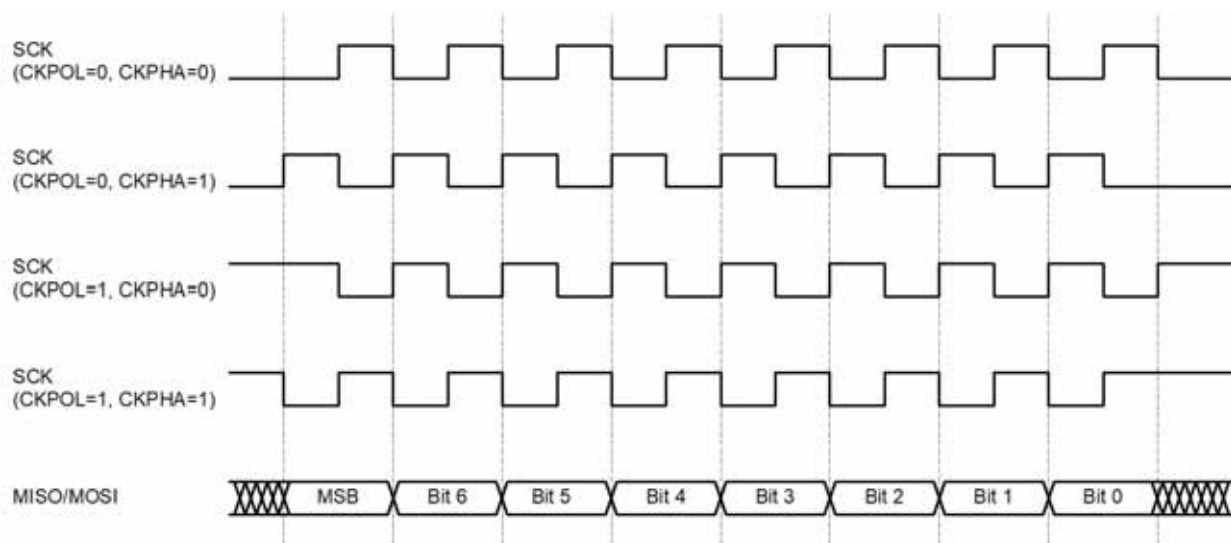 SCK
(CKPOL=0, CKPHA=0)
SCK
(CKPOL=0, CKPHA=1)
SCK
(CKPOL=1, CKPHA=0)
SCK
(CKPOL=1, CKPHA=1)
MISO/MOSI MSB Bit 6 Bit 5 Bit 4 Bit 3 Bit 2 Bit 1 Bit 0